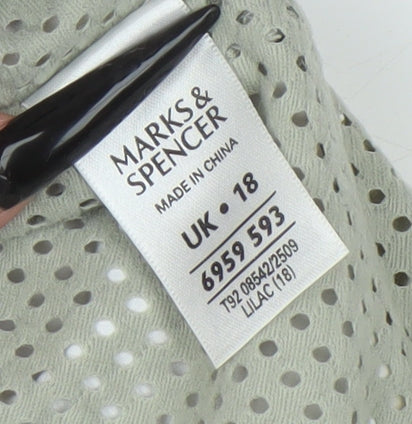 MARKS &
SPENCER
MADE IN CHINA
UK • 18
6959 593
T92 08542/2509
LILAC (18)